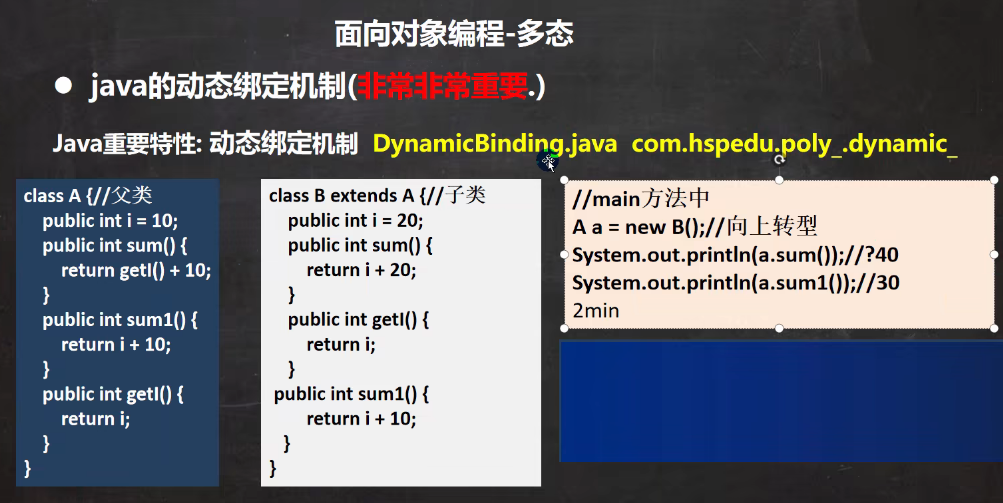 面向对象编程-多态
● java的动态绑定机制(非常非常重要.)
Java重要特性: 动态绑定机制 DynamicBinding.java com.hspedu.poly_.dynamic_
class A {//父类
public int i = 10;
public int sum() {
return getI() + 10;
}
public int sum1() {
return i + 10;
}
public int getI() {
return i;
}
}
class B extends A {//子类
public int i = 20;
public int sum() {
return i + 20;
}
public int getI() {
return i;
}
public int sum1() {
return i + 10;
}
}
//main方法中
A a = new B();//向上转型
System.out.println(a.sum());//?40
System.out.println(a.sum1());//30
2min